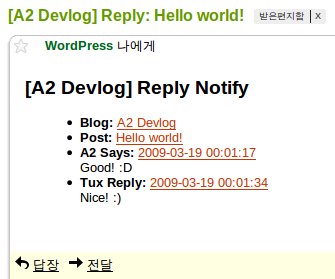 [A2 Devlog] Reply: Hello world! 받은편지함 X
WordPress 나에게
[A2 Devlog] Reply Notify
Blog: A2 Devlog
Post: Hello world!
A2 Says: 2009-03-19 00:01:17
Good! :D
Tux Reply: 2009-03-19 00:01:34
Nice! :)
답장 전달